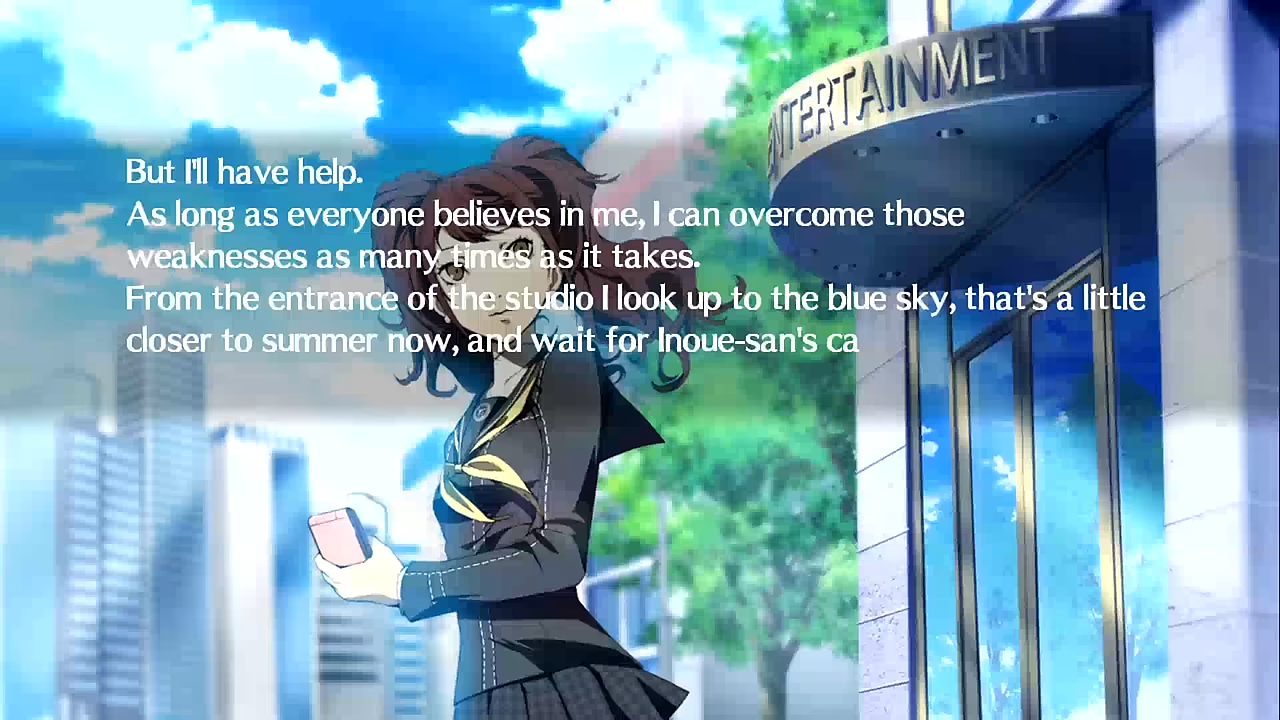 ENTERTAINMENT
But I'll have help.
As long as everyone believes in me, I can overcome those
weaknesses as many times as it takes.
From the entrance of the studio I look up to the blue sky, that's a little
closer to summer now, and wait for Inoue-san's ca